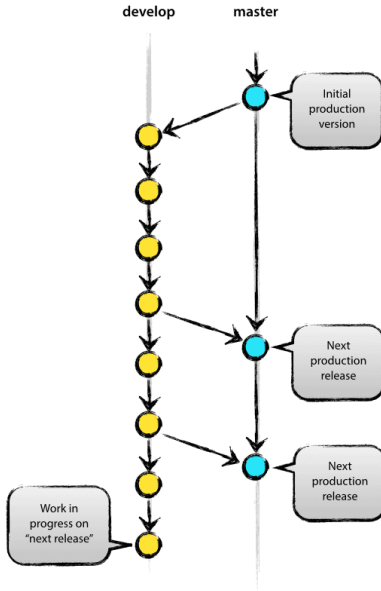 develop
master
Initial
production
version
Next
production
release
Next
production
release
Work in
progress on
“next release”